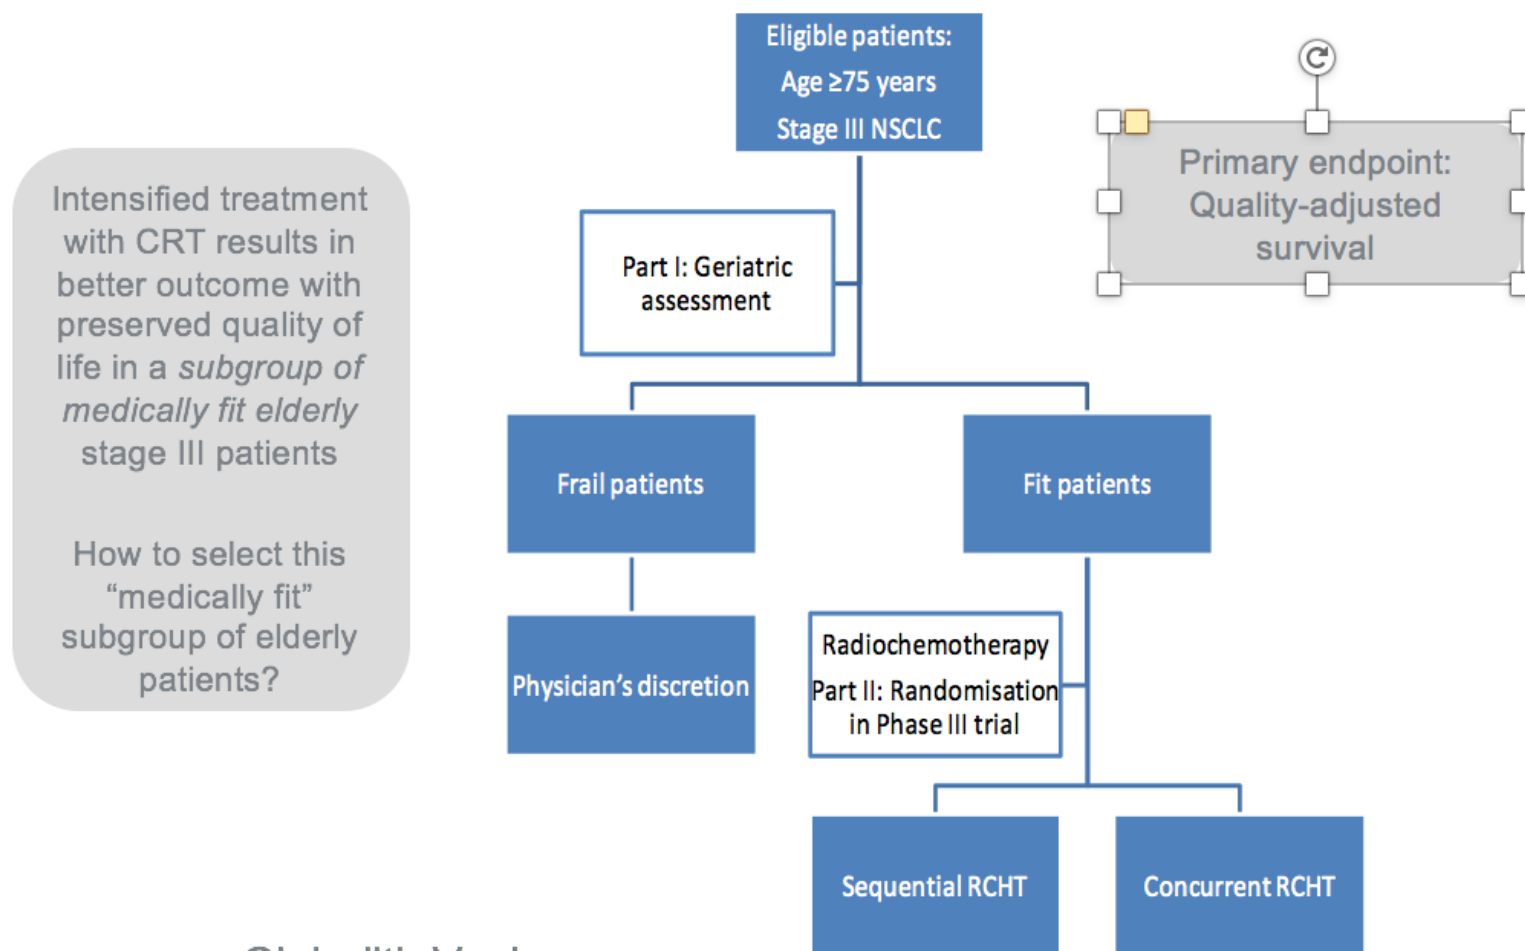 Eligible patients:
Age ≥75 years
Stage III NSCLC
Primary endpoint:
Quality-adjusted
survival
Intensified treatment
with CRT results in
better outcome with
preserved quality of
life in a subgroup of
medically fit elderly
stage III patients
How to select this
“medically fit”
subgroup of elderly
patients?
Part I: Geriatric
assessment
Frail patients
Fit patients
Physician’s discretion
Radiochemotherapy
Part II: Randomisation
in Phase III trial
Sequential RCHT
Concurrent RCHT